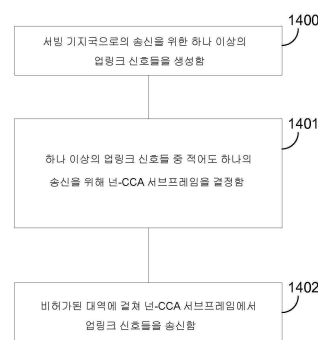 1400
서빙 기지국으로의 송신을 위한 하나 이상의
업링크 신호들을 생성함
1401
하나 이상의 업링크 신호들 중 적어도 하나의
송신을 위해 넌-CCA 서브프레임을 결정함
1402
비허가된 대역에 걸쳐 넌-CCA 서브프레임에서
업링크 신호들을 송신함